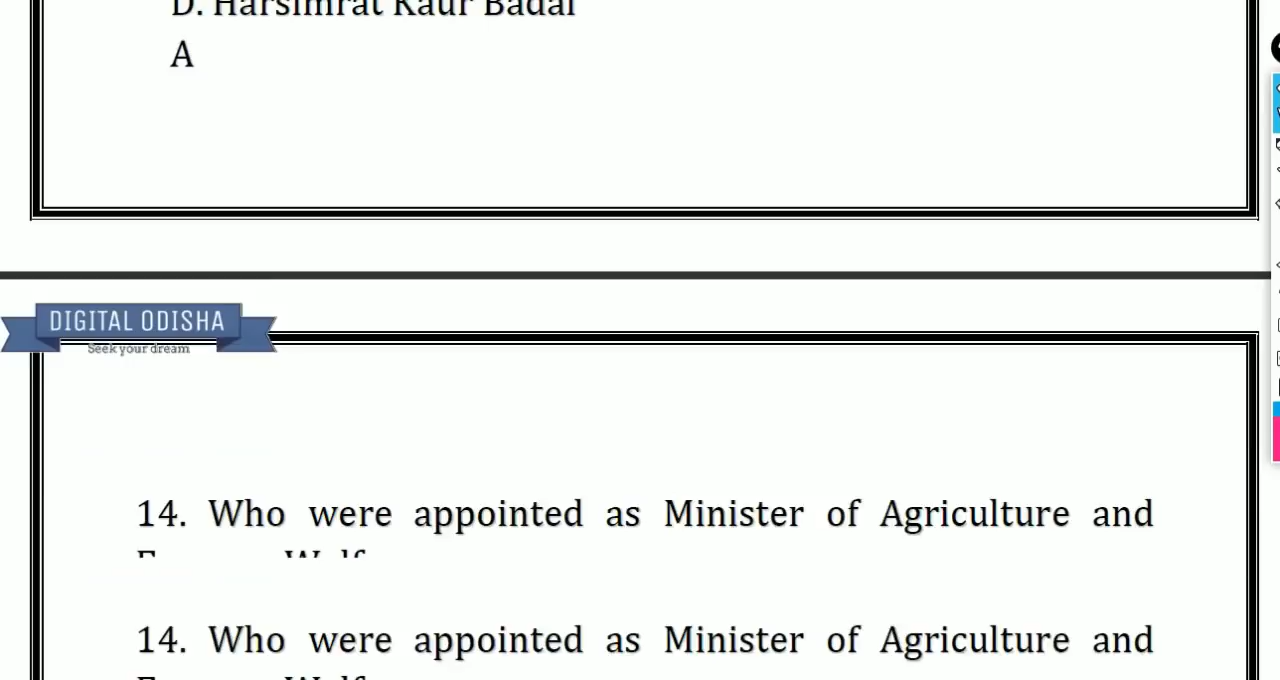 D. Harsimrat Kaur Badal
A
DIGITAL ODISHA
Seek your dream
14. Who were appointed as Minister of Agriculture and
14. Who were appointed as Minister of Agriculture and